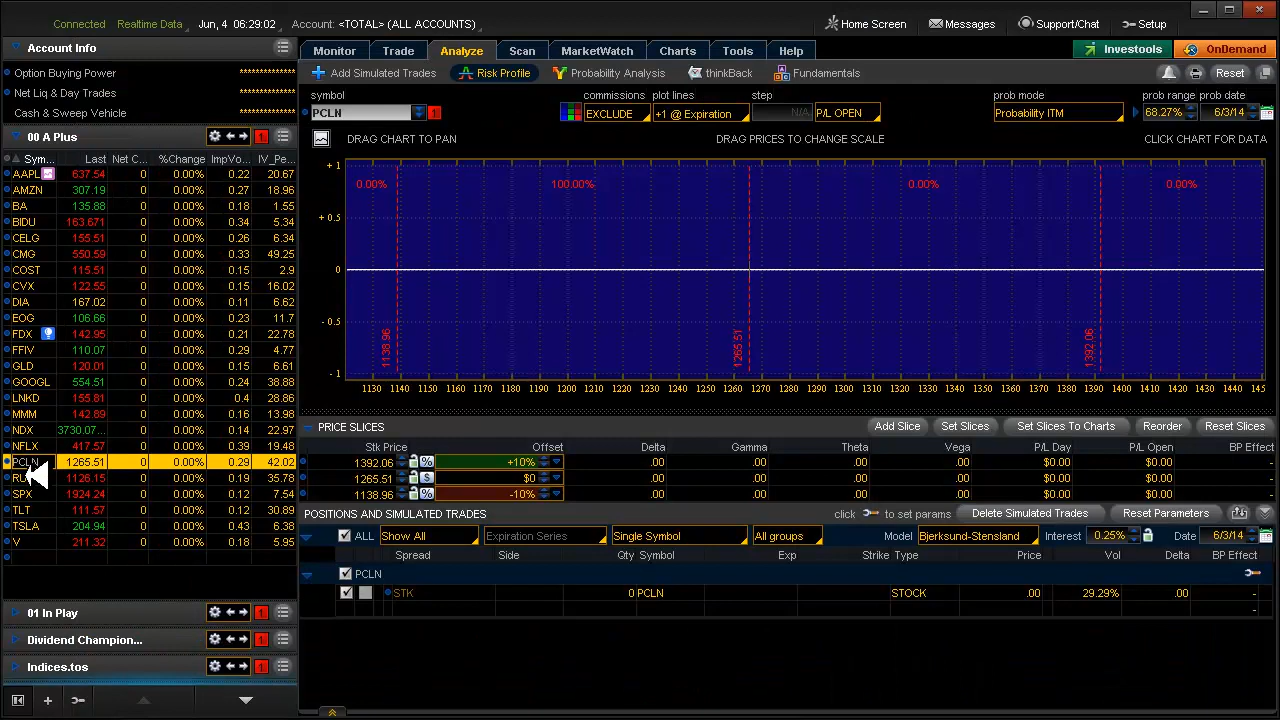 Connected Realtime Data Jun, 4 06:29:02 Account: <TOTAL> (ALL ACCOUNTS) Home Screen Messages Support/Chat Setup
Account Info
Option Buying Power **************
Net Liq & Day Trades **************
Cash & Sweep Vehicle **************
00 A Plus 1
Sym... Last Net C... %Change ImpVo... IV_Pe...
AAPL 637.54 0 0.00% 0.22 20.67
AMZN 307.19 0 0.00% 0.27 18.96
BA 135.88 0 0.00% 0.18 1.55
BIDU 163.671 0 0.00% 0.34 5.34
CELG 155.51 0 0.00% 0.26 6.34
CMG 550.59 0 0.00% 0.33 49.25
COST 115.51 0 0.00% 0.15 2.9
CVX 122.55 0 0.00% 0.15 16.02
DIA 167.02 0 0.00% 0.11 6.62
EOG 106.66 0 0.00% 0.23 11.7
FDX 142.95 0 0.00% 0.21 22.78
FFIV 110.07 0 0.00% 0.29 4.77
GLD 120.01 0 0.00% 0.15 6.61
GOOGL 554.51 0 0.00% 0.24 38.88
LNKD 155.81 0 0.00% 0.4 28.86
MMM 142.89 0 0.00% 0.16 13.98
NDX 3730.07... 0 0.00% 0.14 22.97
NFLX 417.57 0 0.00% 0.39 19.48
PCLN 1265.51 0 0.00% 0.29 42.02
1126.15 0 0.00% 0.19 35.78
SPX 1924.24 0 0.00% 0.12 7.54
TLT 111.57 0 0.00% 0.12 30.89
TSLA 204.94 0 0.00% 0.43 6.38
V 211.32 0 0.00% 0.18 5.95
01 In Play 1
Dividend Champion... 1
Indices.tos 1
Monitor Trade Analyze Scan MarketWatch Charts Tools Help Investools OnDemand
Add Simulated Trades Risk Profile Probability Analysis thinkBack Fundamentals Reset
symbol commissions plot lines step prob mode prob range prob date
PCLN 1 EXCLUDE +1 @ Expiration N/A P/L OPEN Probability ITM 68.27% 6/3/14
DRAG CHART TO PAN DRAG PRICES TO CHANGE SCALE CLICK CHART FOR DATA
+ 1
0.00% 100.00% 0.00% 0.00%
+ 0.5
0
- 0.5
1138.96 1265.51 1392.06
- 1
1130 1140 1150 1160 1170 1180 1190 1200 1210 1220 1230 1240 1250 1260 1270 1280 1290 1300 1310 1320 1330 1340 1350 1360 1370 1380 1390 1400 1410 1420 1430 1440 145
PRICE SLICES Add Slice Set Slices Set Slices To Charts Reorder Reset Slices
Stk Price Offset Delta Gamma Theta Vega P/L Day P/L Open BP Effect
1392.06 % +10% .00 .00 .00 .00 $0.00 $0.00 -
1265.51 $ $0 .00 .00 .00 .00 $0.00 $0.00 -
1138.96 % -10% .00 .00 .00 .00 $0.00 $0.00 -
POSITIONS AND SIMULATED TRADES click to set params Delete Simulated Trades Reset Parameters
ALL Show All Expiration Series Single Symbol All groups Model Bjerksund-Stensland Interest 0.25% Date 6/3/14
Spread Side Qty Symbol Exp Strike Type Price Vol Delta BP Effect
PCLN -
STK 0 PCLN STOCK .00 29.29% .00 -
-